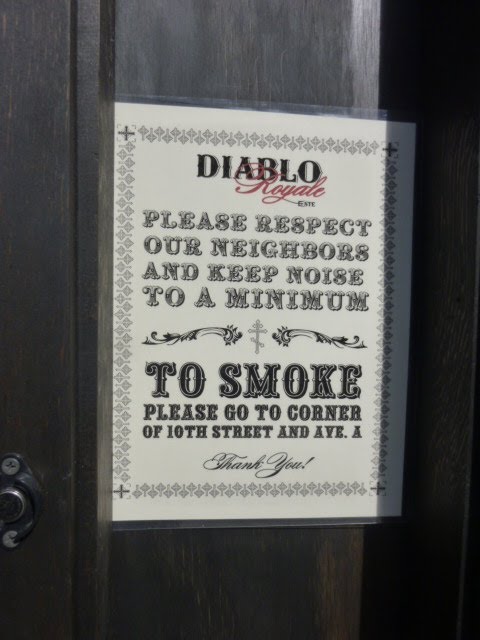 DIABLO
Royale
ESTE
PLEASE RESPECT
OUR NEIGHBORS
AND KEEP NOISE
TO A MINIMUM
TO SMOKE
PLEASE GO TO CORNER
OF 10TH STREET AND AVE. A
Thank You!